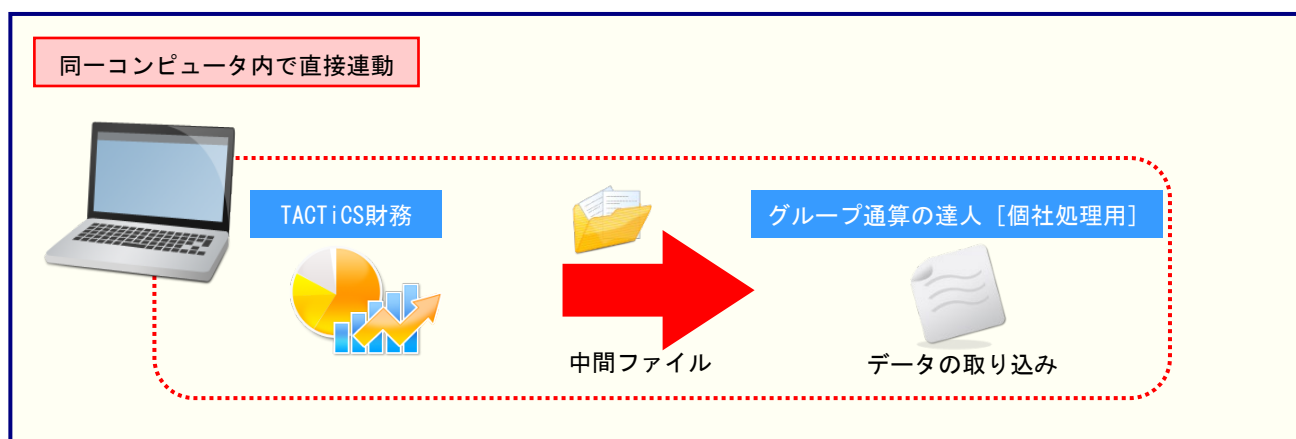 同一コンピュータ内で直接連動
TACTiCS財務
グループ通算の達人［個社処理用］
中間ファイル
データの取り込み